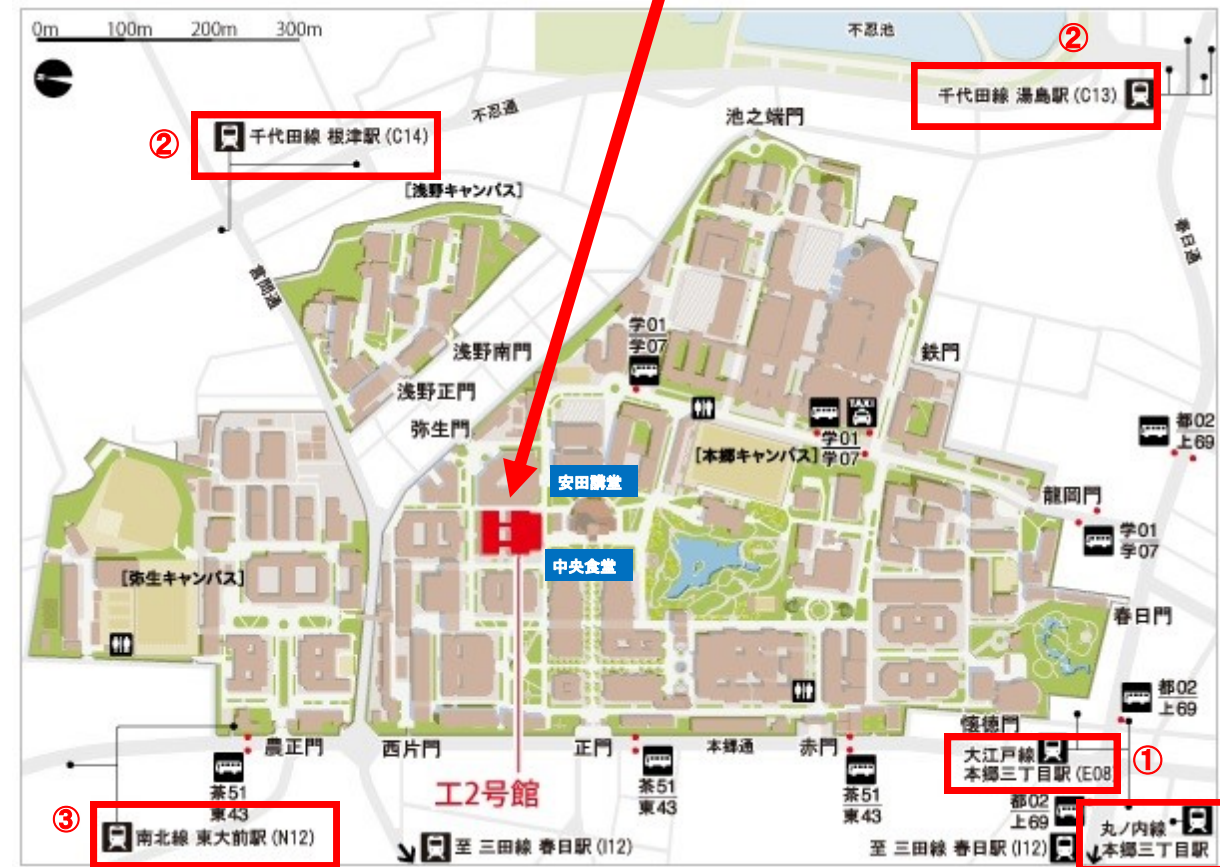 0m 100m 200m 300m
不忍池
②
千代田線 湯島駅 (C13)
②
千代田線 根津駅 (C14)
不忍通
池之端門
[浅野キャンパス]
春日通
言問通
学01
学07
浅野南門
鉄門
浅野正門
弥生門
TAXI
学01
学07
都02
上69
[本郷キャンパス]
安田講堂
龍岡門
学01
学07
中央食堂
[弥生キャンパス]
春日門
都02
上69
懐徳門
農正門
西片門
正門
本郷通
赤門
大江戸線
本郷三丁目駅 (E08)
①
茶51
東43
工2号館
茶51
東43
茶51
東43
都02
上69
③
南北線 東大前駅 (N12)
至 三田線 春日駅 (I12)
至 三田線 春日駅 (I12)
丸ノ内線
本郷三丁目駅